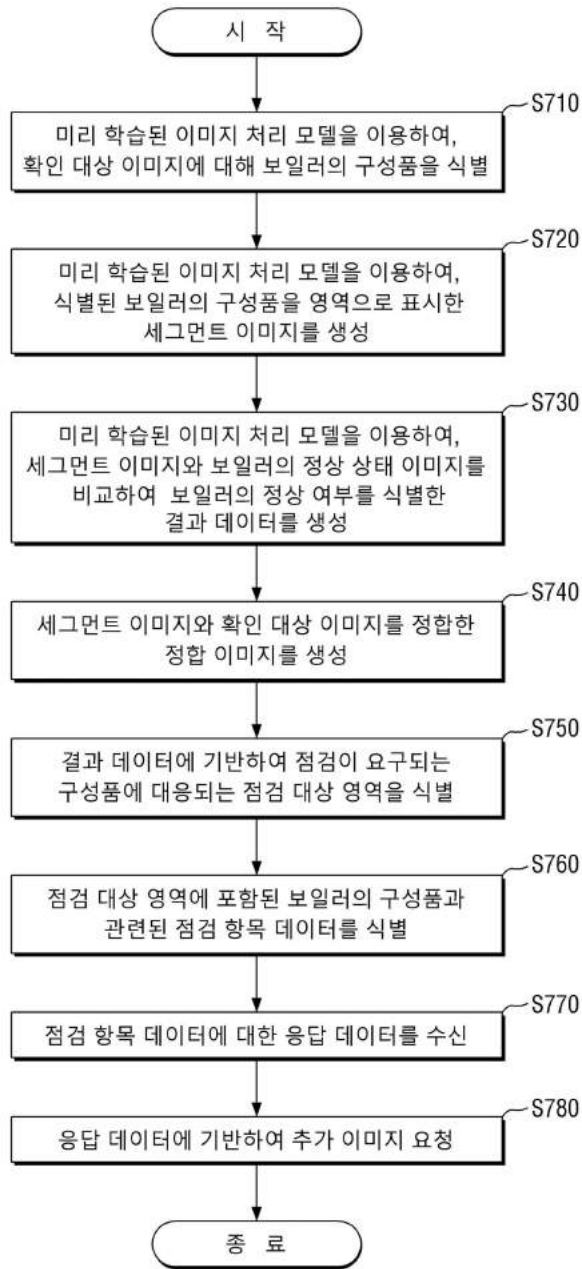 시 작
S710
미리 학습된 이미지 처리 모델을 이용하여,
확인 대상 이미지에 대해 보일러의 구성품을 식별
S720
미리 학습된 이미지 처리 모델을 이용하여,
식별된 보일러의 구성품을 영역으로 표시한
세그먼트 이미지를 생성
S730
미리 학습된 이미지 처리 모델을 이용하여,
세그먼트 이미지와 보일러의 정상 상태 이미지를
비교하여 보일러의 정상 여부를 식별한
결과 데이터를 생성
S740
세그먼트 이미지와 확인 대상 이미지를 정합한
정합 이미지를 생성
S750
결과 데이터에 기반하여 점검이 요구되는
구성품에 대응되는 점검 대상 영역을 식별
S760
점검 대상 영역에 포함된 보일러의 구성품과
관련된 점검 항목 데이터를 식별
S770
점검 항목 데이터에 대한 응답 데이터를 수신
S780
응답 데이터에 기반하여 추가 이미지 요청
종 료